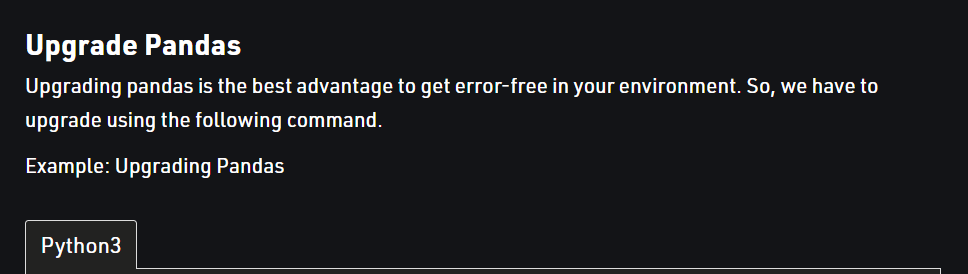 Upgrade Pandas
Upgrading pandas is the best advantage to get error-free in your environment. So, we have to
upgrade using the following command.
Example: Upgrading Pandas
Python3